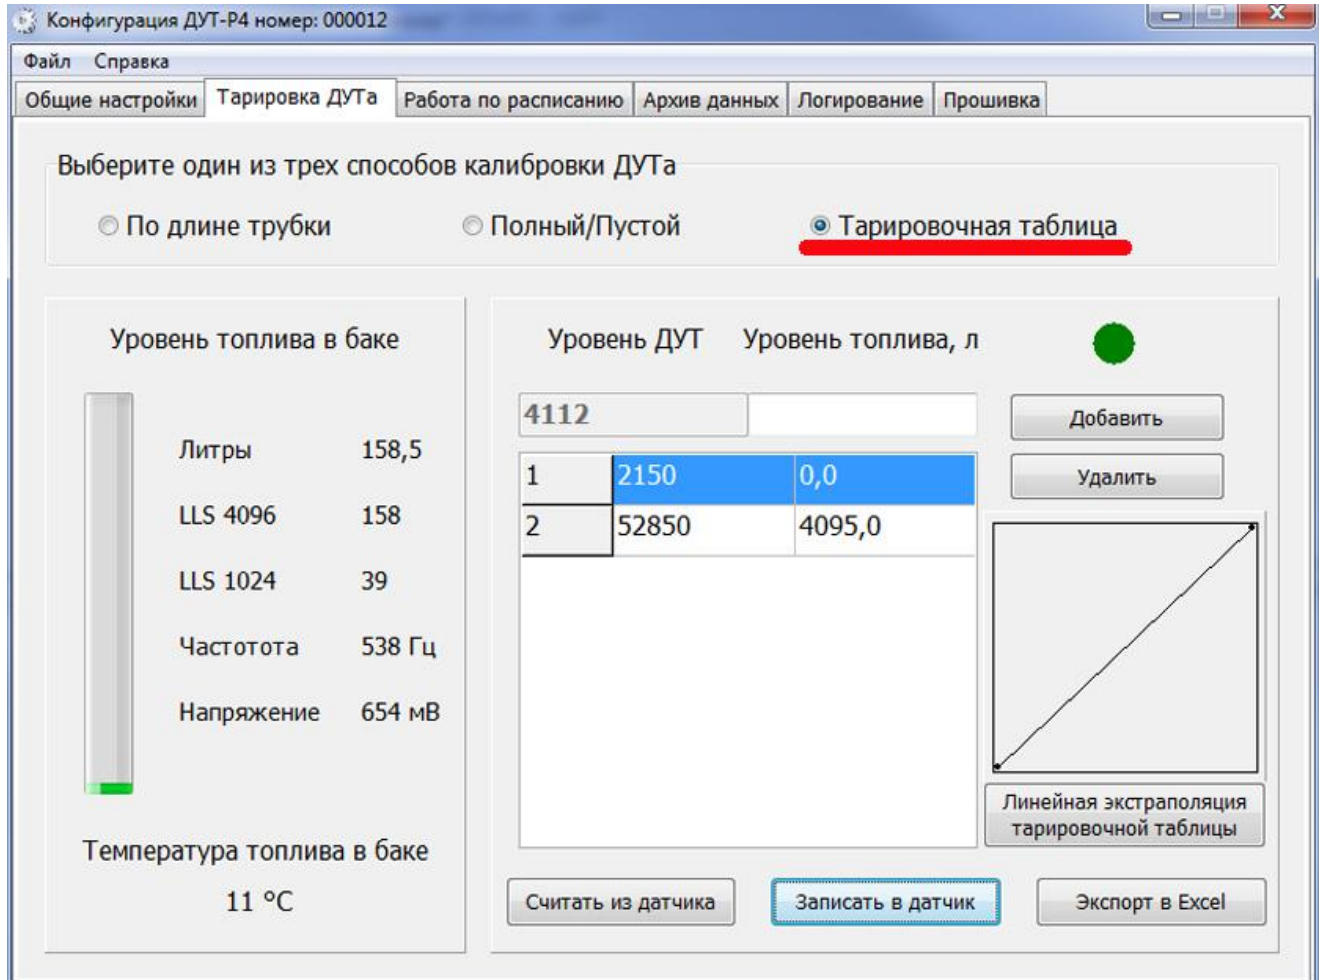 Конфигурация ДУТ-Р4 номер: 000012
Файл Справка
Общие настройки Тарировка ДУТа Работа по расписанию Архив данных Логирование Прошивка
Выберите один из трех способов калибровки ДУТа
По длине трубки Полный/Пустой Тарировочная таблица
Уровень топлива в баке
Литры 158,5
LLS 4096 158
LLS 1024 39
Частотота 538 Гц
Напряжение 654 мВ
Температура топлива в баке
11 °C
Уровень ДУТ Уровень топлива, л
4112
Добавить
1 2150 0,0
Удалить
2 52850 4095,0
Линейная экстраполяция
тарировочной таблицы
Считать из датчика Записать в датчик Экспорт в Excel